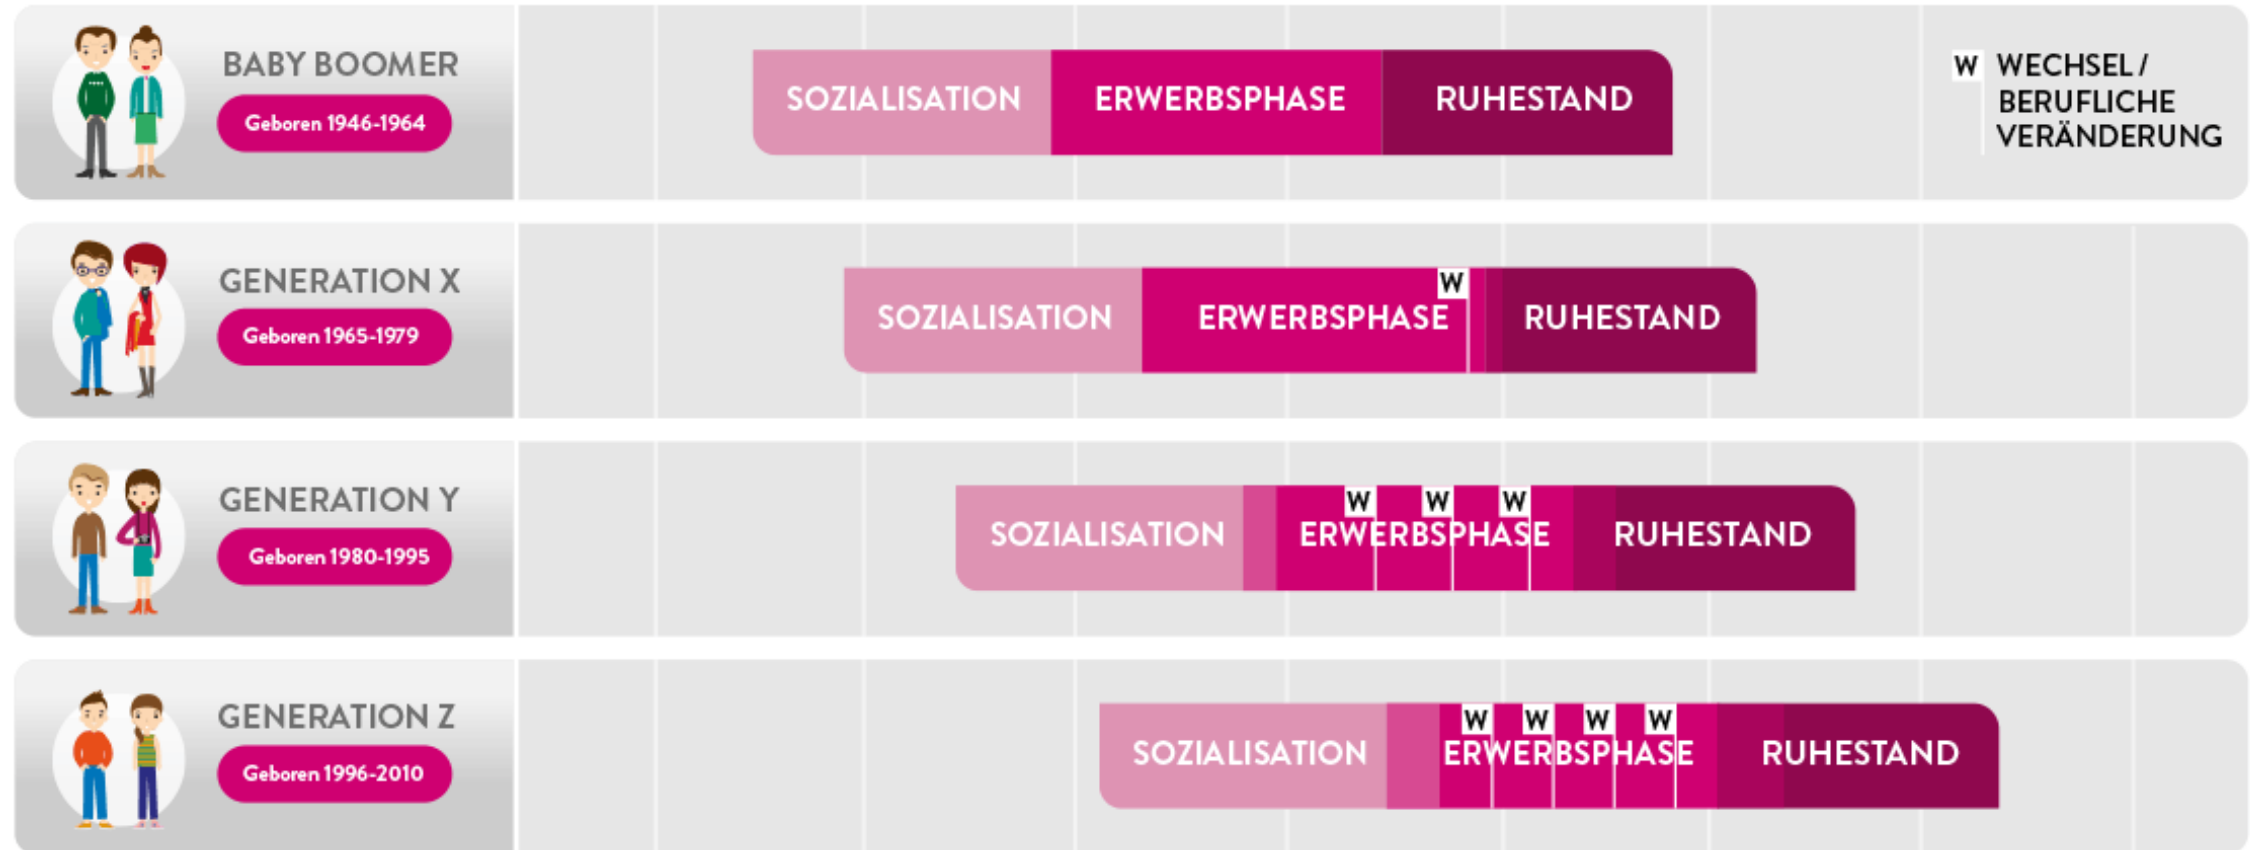 BABY BOOMER
Geboren 1946-1964
SOZIALISATION
ERWERBSPHASE
RUHESTAND
W WECHSEL /
BERUFLICHE
VERÄNDERUNG
GENERATION X
Geboren 1965-1979
SOZIALISATION
ERWERBSPHASE
W
RUHESTAND
GENERATION Y
Geboren 1980-1995
SOZIALISATION
W W W
ERWERBSPHASE
RUHESTAND
GENERATION Z
Geboren 1996-2010
SOZIALISATION
W W W W
ERWERBSPHASE
RUHESTAND